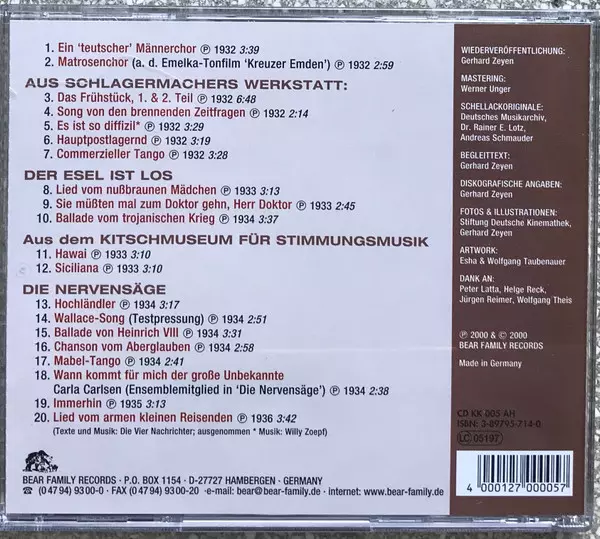 1. Ein 'teutscher' Männerchor Ⓟ 1932 3:39
2. Matrosenchor (a. d. Emelka-Tonfilm 'Kreuzer Emden') Ⓟ 1932 2:59
AUS SCHLAGERMACHERS WERKSTATT:
3. Das Frühstück, 1. & 2. Teil Ⓟ 1932 6:48
4. Song von den brennenden Zeitfragen Ⓟ 1932 2:14
5. Es ist so diffizil* Ⓟ 1932 3:29
6. Hauptpostlagernd Ⓟ 1932 3:19
7. Commerzieller Tango Ⓟ 1932 3:28
DER ESEL IST LOS
8. Lied vom nußbraunen Mädchen Ⓟ 1933 3:13
9. Sie müßten mal zum Doktor gehn, Herr Doktor Ⓟ 1933 2:45
10. Ballade vom trojanischen Krieg Ⓟ 1934 3:37
Aus dem KITSCHMUSEUM FÜR STIMMUNGSMUSIK
11. Hawai Ⓟ 1933 3:10
12. Siciliana Ⓟ 1933 3:10
DIE NERVENSÄGE
13. Hochländler Ⓟ 1934 3:17
14. Wallace-Song (Testpressung) Ⓟ 1934 2:51
15. Ballade von Heinrich VIII Ⓟ 1934 3:31
16. Chanson vom Aberglauben Ⓟ 1934 2:58
17. Mabel-Tango Ⓟ 1934 2:41
18. Wann kommt für mich der große Unbekannte
Carla Carlsen (Ensemblemitglied in 'Die Nervensäge') Ⓟ 1934 2:38
19. Immerhin Ⓟ 1935 3:13
20. Lied vom armen kleinen Reisenden Ⓟ 1936 3:42
(Texte und Musik: Die Vier Nachrichter; ausgenommen * Musik: Willy Zoepf)
BEAR FAMILY RECORDS · P.O. BOX 1154 · D-27727 HAMBERGEN · GERMANY
☎ (0 47 94) 93 00-0 · FAX (0 47 94) 93 00-20 · e-mail: bear@bear-family.de · internet: www.bear-family.de
WIEDERVERÖFFENTLICHUNG:
Gerhard Zeyen
MASTERING:
Werner Unger
SCHELLACKORIGINALE:
Deutsches Musikarchiv,
Dr. Rainer E. Lotz,
Andreas Schmauder
BEGLEITTEXT:
Gerhard Zeyen
DISKOGRAFISCHE ANGABEN:
Gerhard Zeyen
FOTOS & ILLUSTRATIONEN:
Stiftung Deutsche Kinemathek,
Gerhard Zeyen
ARTWORK:
Esha & Wolfgang Taubenauer
DANK AN:
Peter Latta, Helge Reck,
Jürgen Reimer, Wolfgang Theis
Ⓟ 2000 & © 2000
BEAR FAMILY RECORDS
Made in Germany
CD KK 005 AH
ISBN: 3-89795-714-0
LC 05197
4 000127 000057